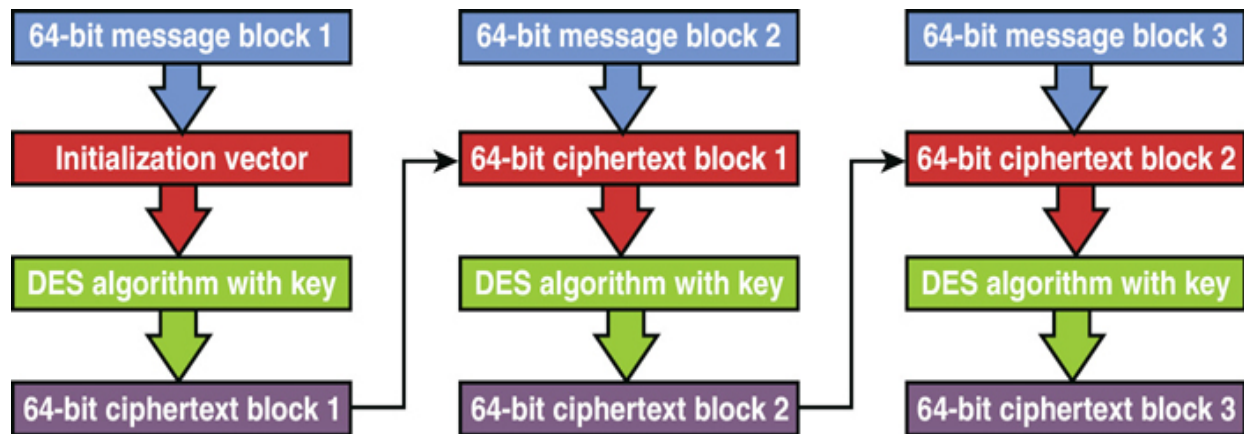 64-bit message block 1
64-bit message block 2
64-bit message block 3
Initialization vector
64-bit ciphertext block 1
64-bit ciphertext block 2
DES algorithm with key
DES algorithm with key
DES algorithm with key
64-bit ciphertext block 1
64-bit ciphertext block 2
64-bit ciphertext block 3